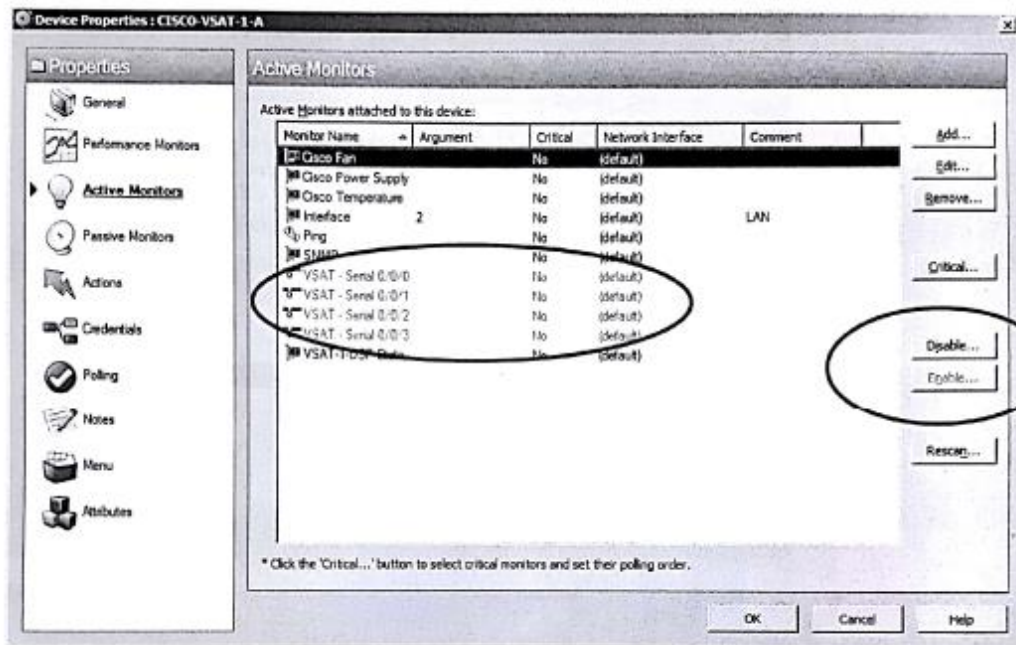 Device Properties : CISCO-VSAT-1-A
Properties
General
Performance Monitors
Active Monitors
Passive Monitors
Actions
Credentials
Polling
Notes
Menu
Attributes
Active Monitors
Active Monitors attached to this device:
Monitor Name Argument Critical Network Interface Comment
Cisco Fan No (default)
Cisco Power Supply No (default)
Cisco Temperature No (default)
Interface 2 No (default) LAN
Ping No (default)
SNMP No (default)
VSAT - Serial 0/0/0 No (default)
VSAT - Serial 0/0/1 No (default)
VSAT - Serial 0/0/2 No (default)
VSAT - Serial 0/0/3 No (default)
VSAT-1-DSP No (default)
Add...
Edit...
Remove...
Critical...
Disable...
Enable...
Rescan...
* Click the 'Critical...' button to select critical monitors and set their polling order.
OK Cancel Help